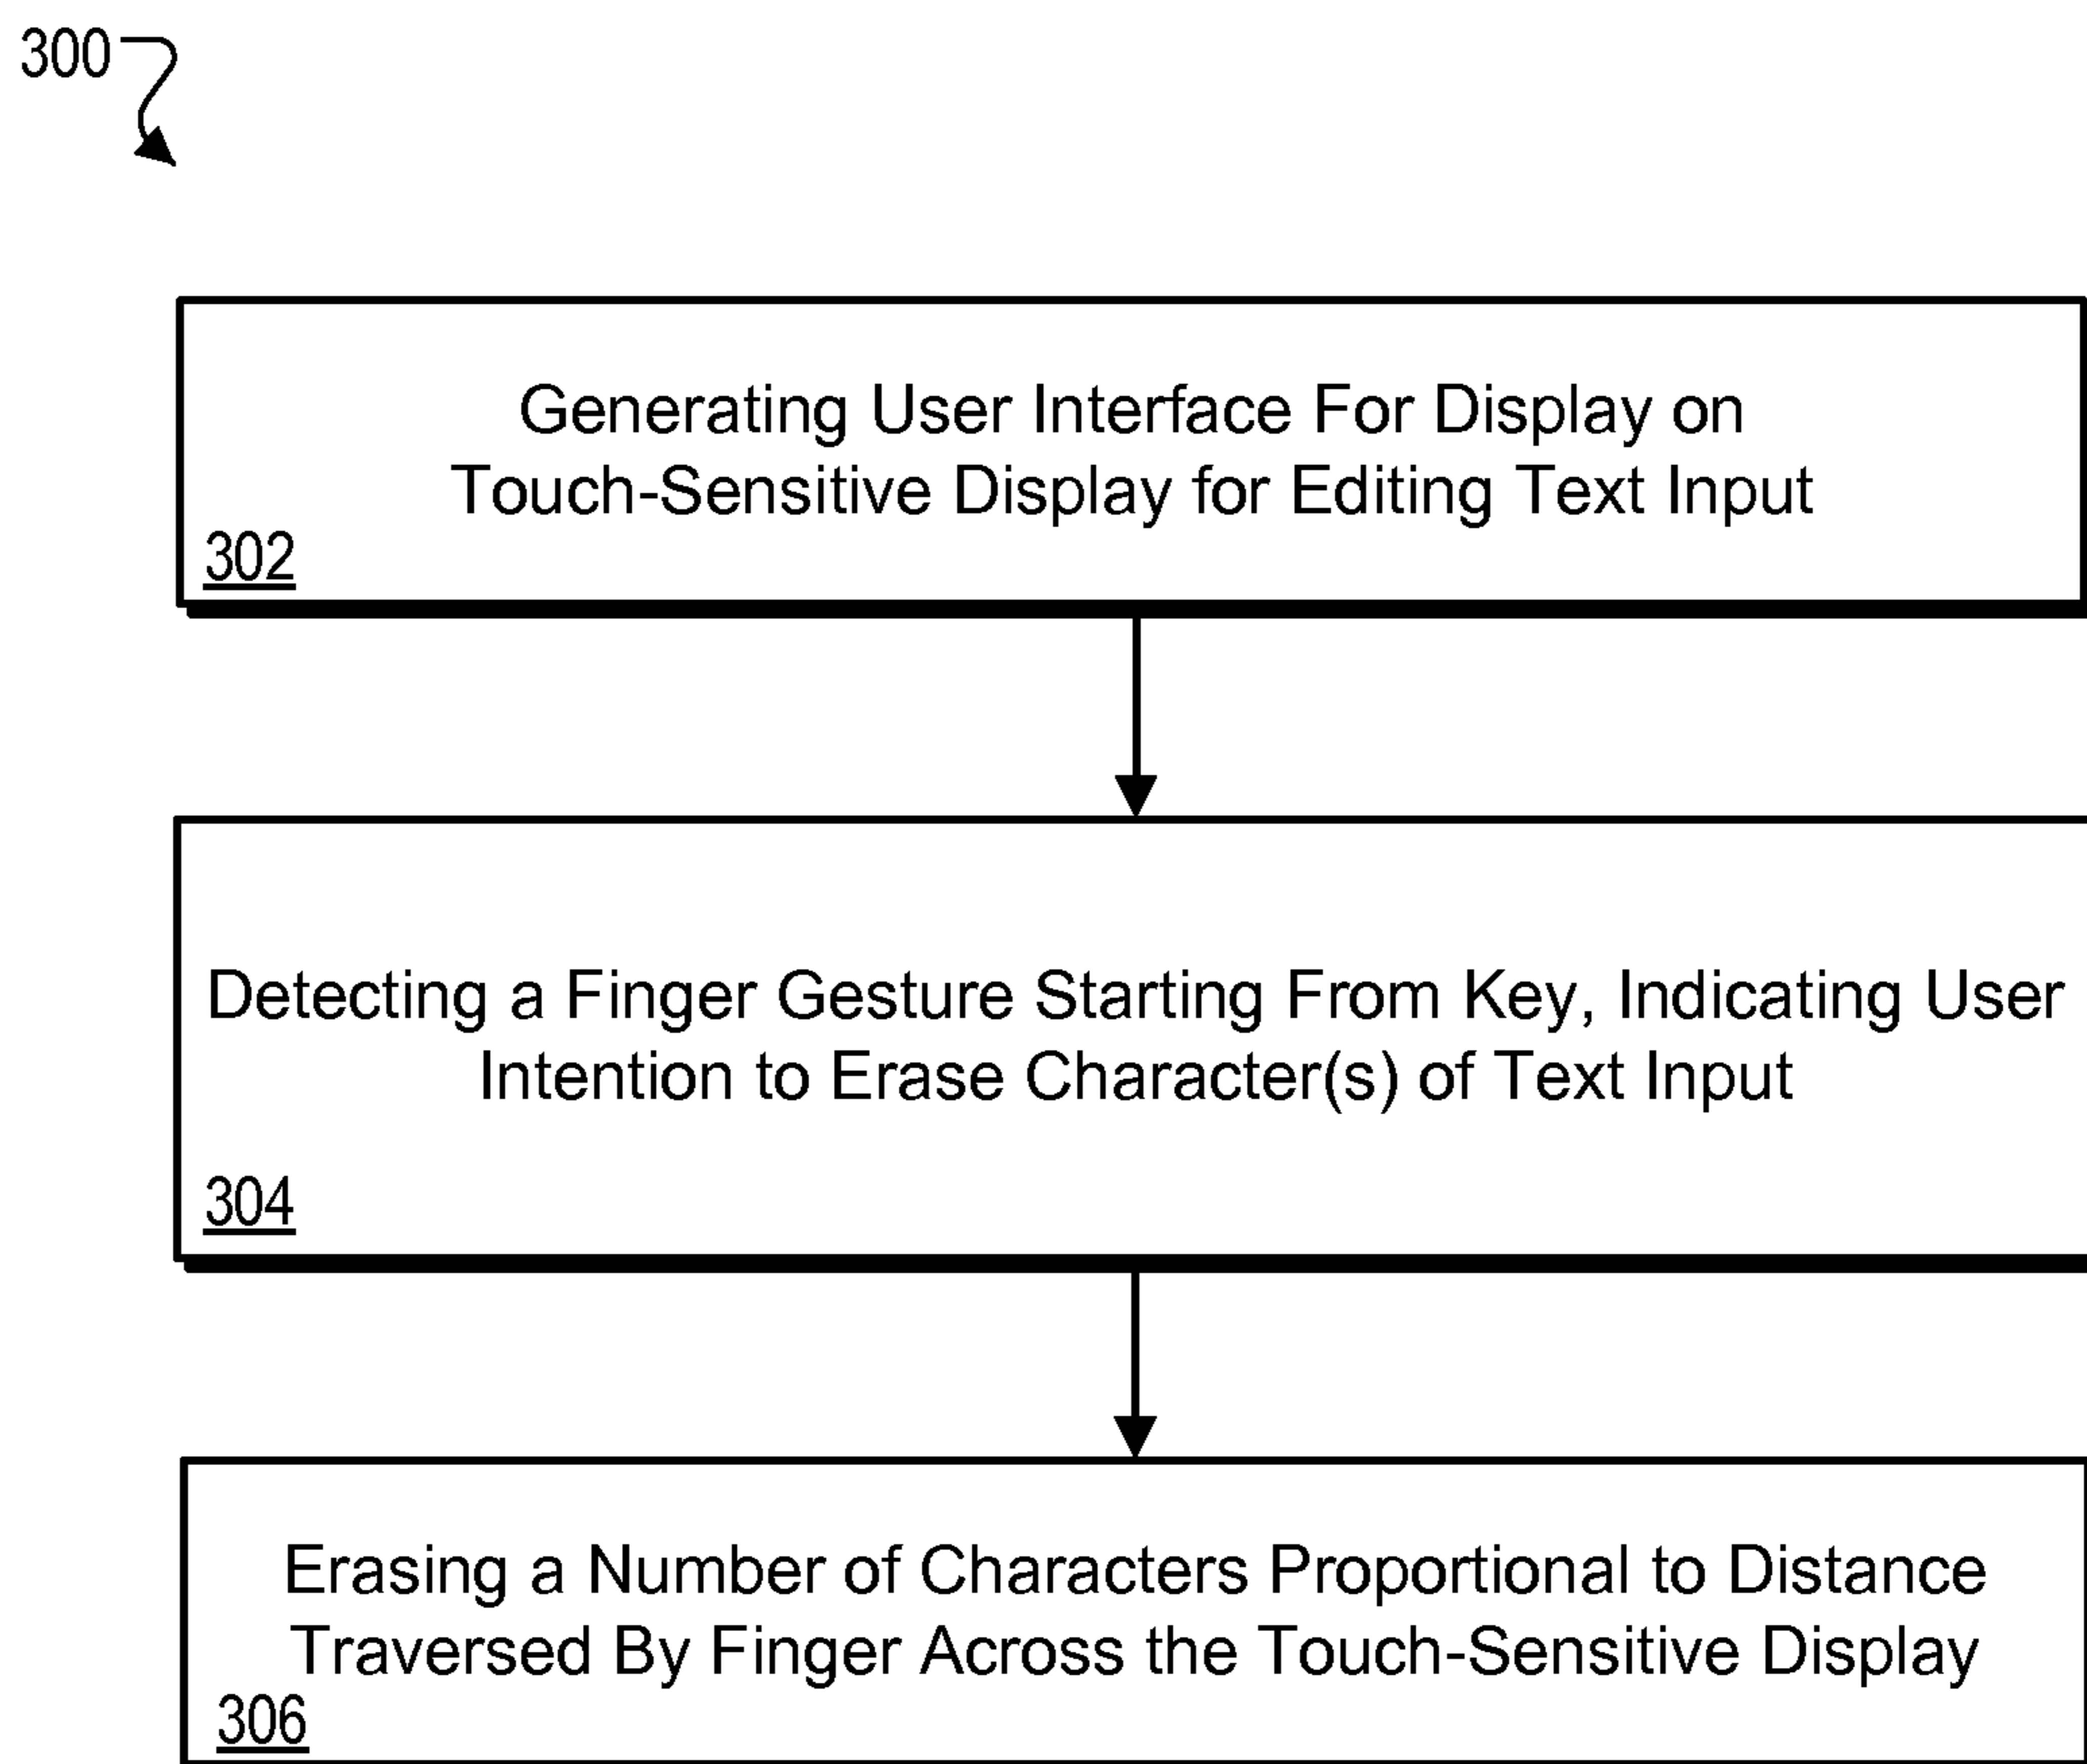 300
Generating User Interface For Display on
Touch-Sensitive Display for Editing Text Input
302
Detecting a Finger Gesture Starting From Key, Indicating User
Intention to Erase Character(s) of Text Input
304
Erasing a Number of Characters Proportional to Distance
Traversed By Finger Across the Touch-Sensitive Display
306